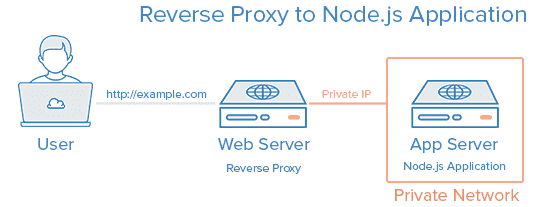 Reverse Proxy to Node.js Application
http://example.com
Private IP
User
Web Server
App Server
Reverse Proxy
Node.js Application
Private Network